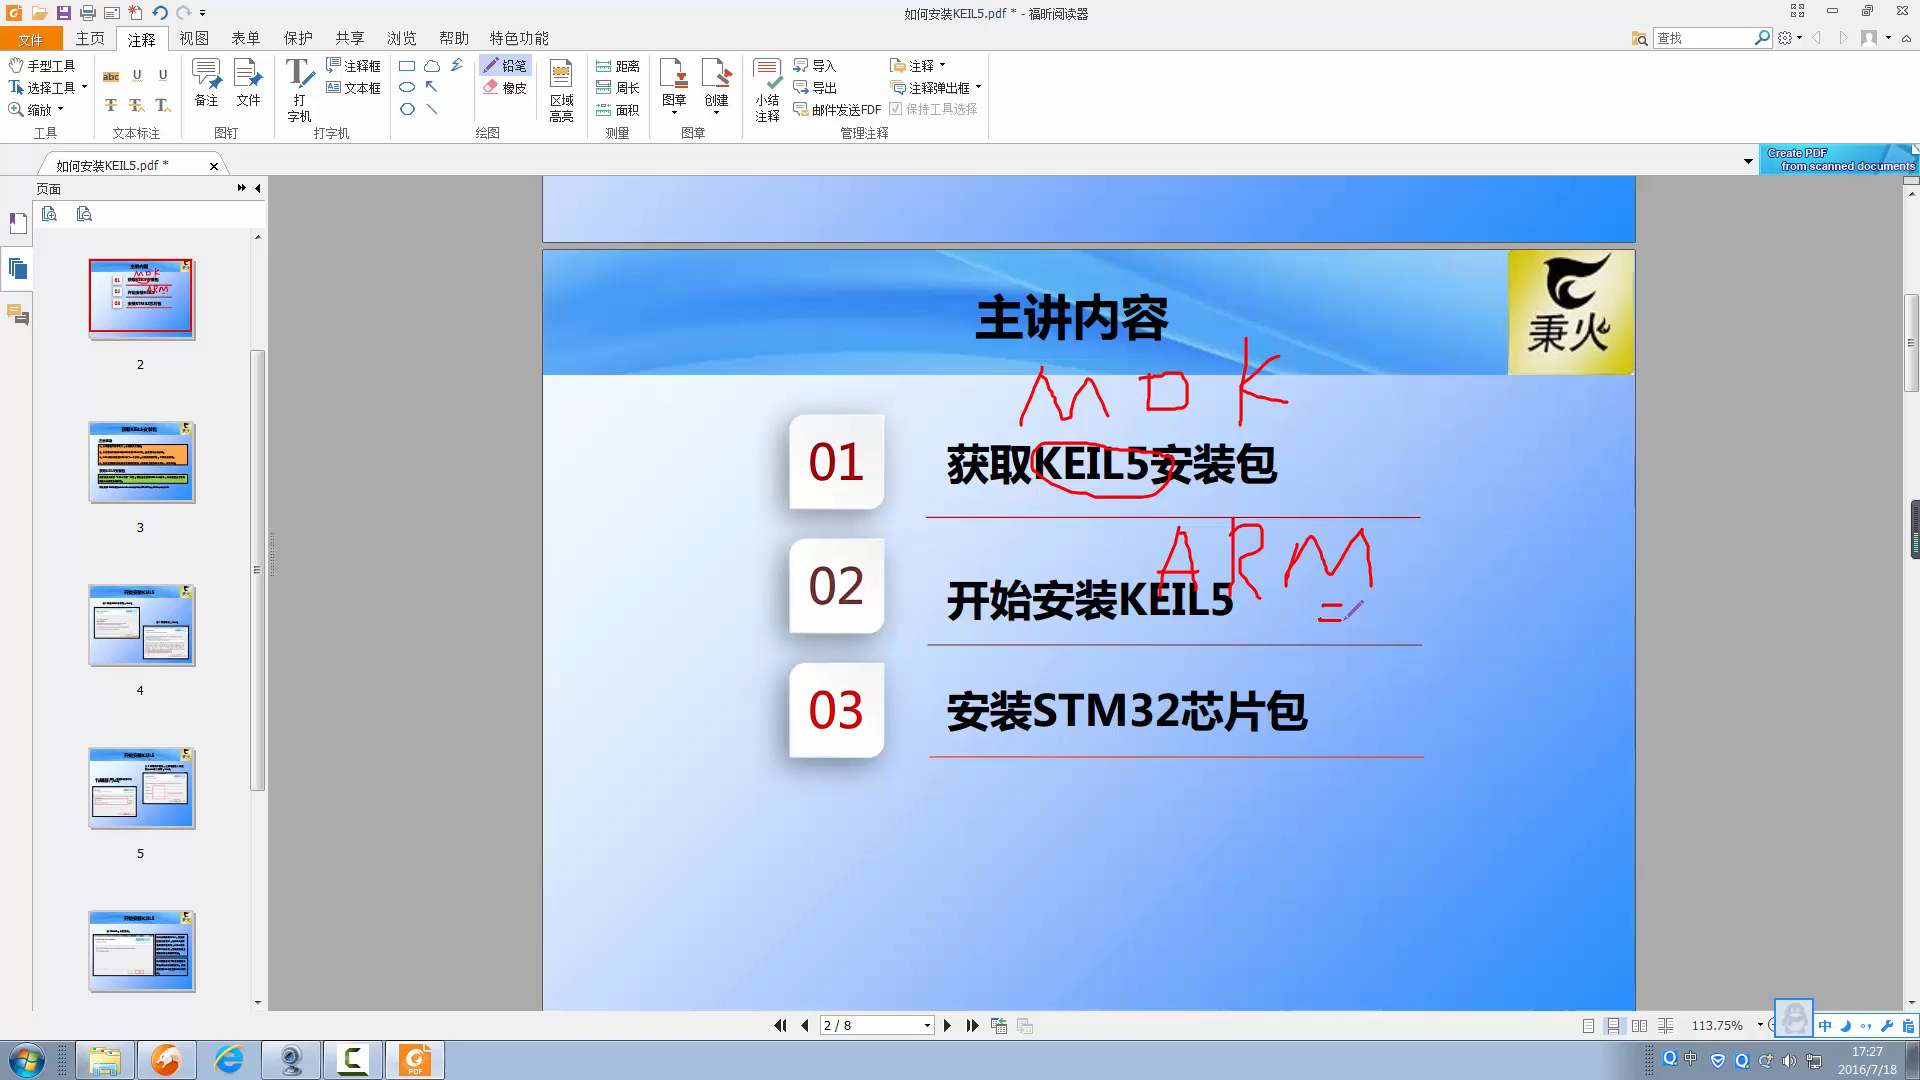 如何安装KEIL5.pdf * - 福昕阅读器
文件 主页 注释 视图 表单 保护 共享 浏览 帮助 特色功能
查找
手型工具 选择工具 缩放 工具
abc U U T T T 文本标注
备注 文件 图钉
打字机 注释框 文本框 打字机
铅笔 橡皮 绘图
区域高亮
距离 周长 面积 测量
图章 创建 图章
小结注释 导入 导出 邮件发送FDF 注释 注释弹出框 保持工具选择 管理注释
如何安装KEIL5.pdf *
Create PDF
from scanned documents
页面
2
3
4
5
主讲内容
秉火
MDK
01 获取KEIL5安装包
ARM
02 开始安装KEIL5
=
03 安装STM32芯片包
2 / 8
113.75%
中
中
17:27
2016/7/18